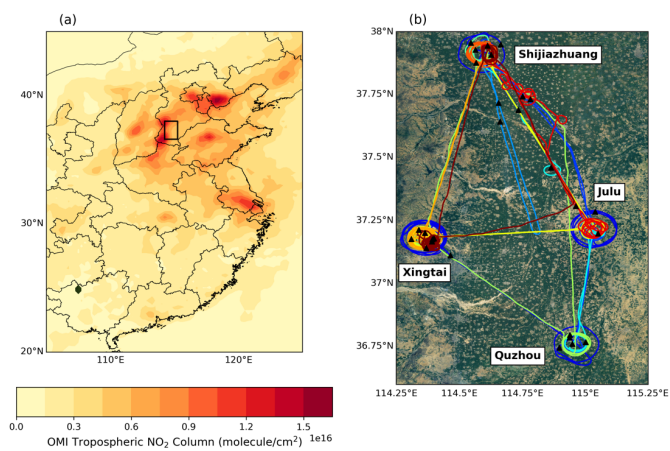 (a)
40°N
30°N
20°N
110°E
120°E
0.0
0.3
0.6
0.9
1.2
1.5
1e16
OMI Tropospheric NO₂ Column (molecule/cm²)
(b)
38°N
37.75°N
37.5°N
37.25°N
37°N
36.75°N
114.25°E
114.5°E
114.75°E
115°E
115.25°E
Shijiazhuang
Julu
Xingtai
Quzhou